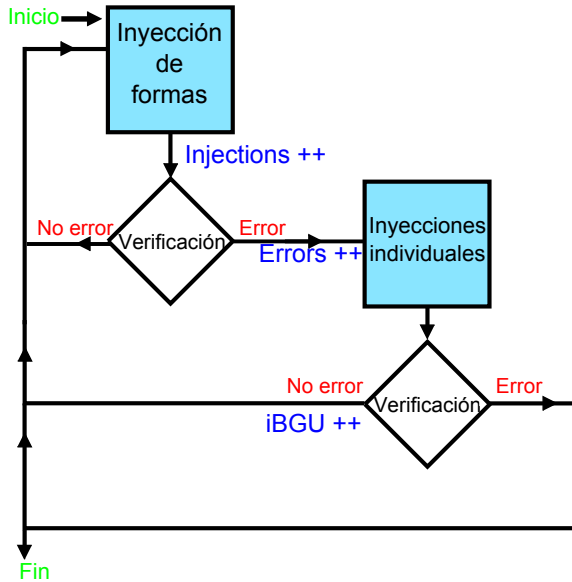 Inicio
Inyección
de
formas
Injections ++
No error
Verificación
Error
Errors ++
Inyecciones
individuales
No error
Verificación
Error
iBGU ++
Fin